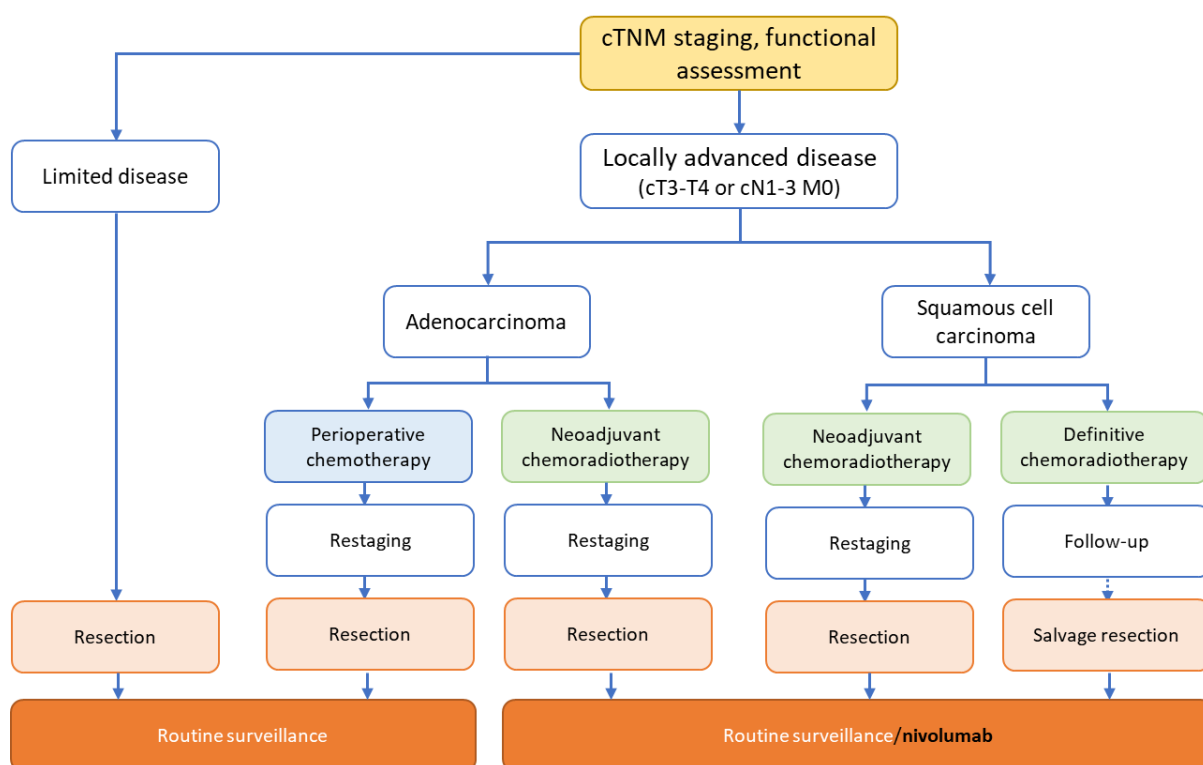 cTNM staging, functional
assessment
Limited disease
Locally advanced disease
(cT3-T4 or cN1-3 M0)
Adenocarcinoma
Squamous cell
carcinoma
Perioperative
chemotherapy
Neoadjuvant
chemoradiotherapy
Neoadjuvant
chemoradiotherapy
Definitive
chemoradiotherapy
Restaging
Restaging
Restaging
Follow-up
Resection
Resection
Resection
Resection
Salvage resection
Routine surveillance
Routine surveillance/nivolumab